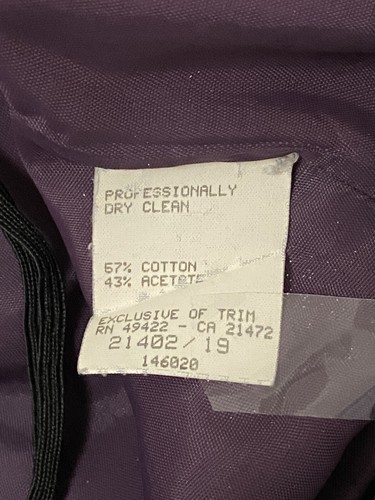 PROFESSIONALLY
DRY CLEAN
57% COTTON
43% ACETATE
EXCLUSIVE OF TRIM
RN 49422 - CA 21472
21402/19
146020